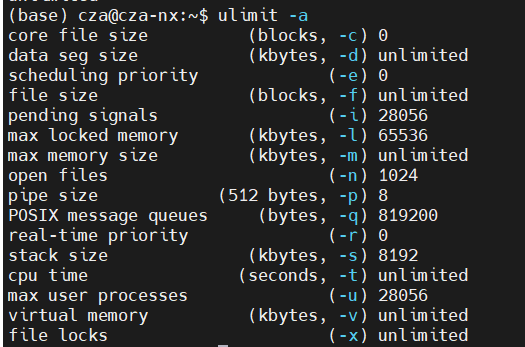 (base) cza@cza-nx:~$ ulimit -a
core file size (blocks, -c) 0
data seg size (kbytes, -d) unlimited
scheduling priority (-e) 0
file size (blocks, -f) unlimited
pending signals (-i) 28056
max locked memory (kbytes, -l) 65536
max memory size (kbytes, -m) unlimited
open files (-n) 1024
pipe size (512 bytes, -p) 8
POSIX message queues (bytes, -q) 819200
real-time priority (-r) 0
stack size (kbytes, -s) 8192
cpu time (seconds, -t) unlimited
max user processes (-u) 28056
virtual memory (kbytes, -v) unlimited
file locks (-x) unlimited